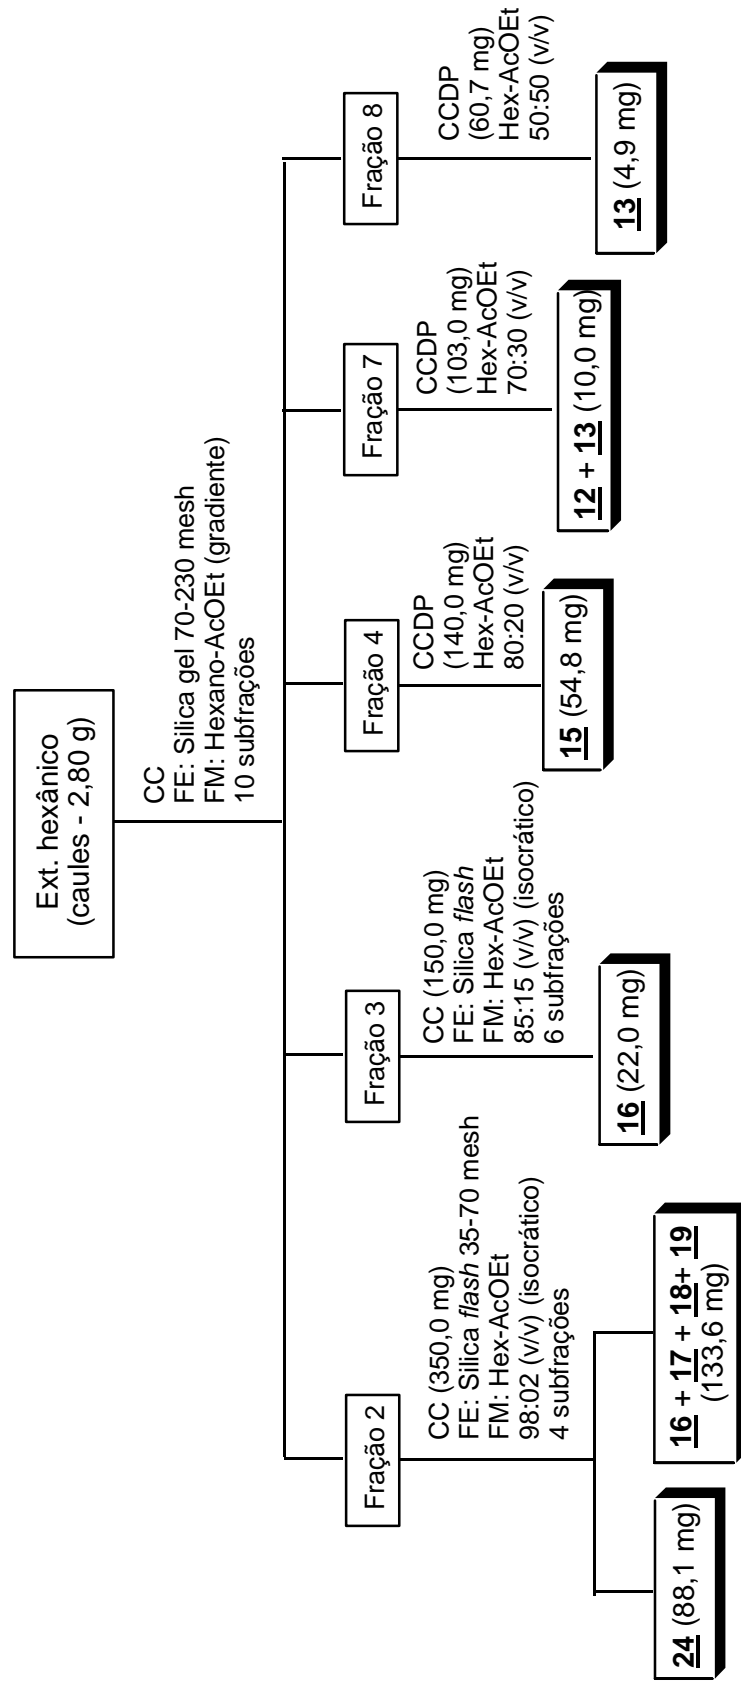 Ext. hexânico
(caules - 2,80 g)
CC
FE: Silica gel 70-230 mesh
FM: Hexano-AcOEt (gradiente)
10 subfrações
Fração 2
CC (350,0 mg)
FE: Silica flash 35-70 mesh
FM: Hex-AcOEt
98:02 (v/v) (isocrático)
4 subfrações
24 (88,1 mg)
16 + 17 + 18+ 19
(133,6 mg)
Fração 3
CC (150,0 mg)
FE: Silica flash
FM: Hex-AcOEt
85:15 (v/v) (isocrático)
6 subfrações
16 (22,0 mg)
Fração 4
CCDP
(140,0 mg)
Hex-AcOEt
80:20 (v/v)
15 (54,8 mg)
Fração 7
CCDP
(103,0 mg)
Hex-AcOEt
70:30 (v/v)
12 + 13 (10,0 mg)
Fração 8
CCDP
(60,7 mg)
Hex-AcOEt
50:50 (v/v)
13 (4,9 mg)